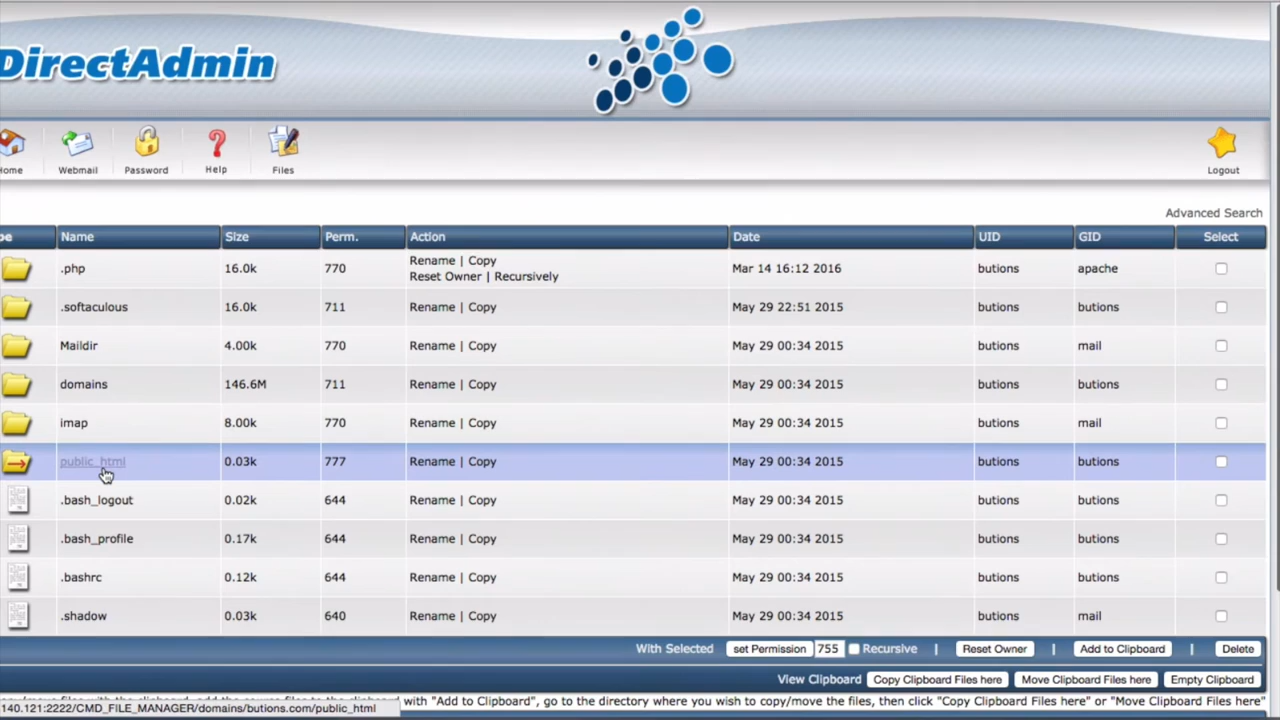 DirectAdmin
Home Webmail Password Help Files Logout
Advanced Search
pe Name Size Perm. Action Date UID GID Select
.php 16.0k 770 Rename | Copy Mar 14 16:12 2016 butions apache
Reset Owner | Recursively
.softaculous 16.0k 711 Rename | Copy May 29 22:51 2015 butions butions
Maildir 4.00k 770 Rename | Copy May 29 00:34 2015 butions mail
domains 146.6M 711 Rename | Copy May 29 00:34 2015 butions butions
imap 8.00k 770 Rename | Copy May 29 00:34 2015 butions mail
public_html 0.03k 777 Rename | Copy May 29 00:34 2015 butions butions
.bash_logout 0.02k 644 Rename | Copy May 29 00:34 2015 butions butions
.bash_profile 0.17k 644 Rename | Copy May 29 00:34 2015 butions butions
.bashrc 0.12k 644 Rename | Copy May 29 00:34 2015 butions butions
.shadow 0.03k 640 Rename | Copy May 29 00:34 2015 butions mail
With Selected set Permission 755 Recursive | Reset Owner | Add to Clipboard | Delete
View Clipboard Copy Clipboard Files here Move Clipboard Files here Empty Clipboard
with "Add to Clipboard", go to the directory where you wish to copy/move the files, then click "Copy Clipboard Files here" or "Move Clipboard Files here"
140.121:2222/CMD_FILE_MANAGER/domains/butions.com/public_html